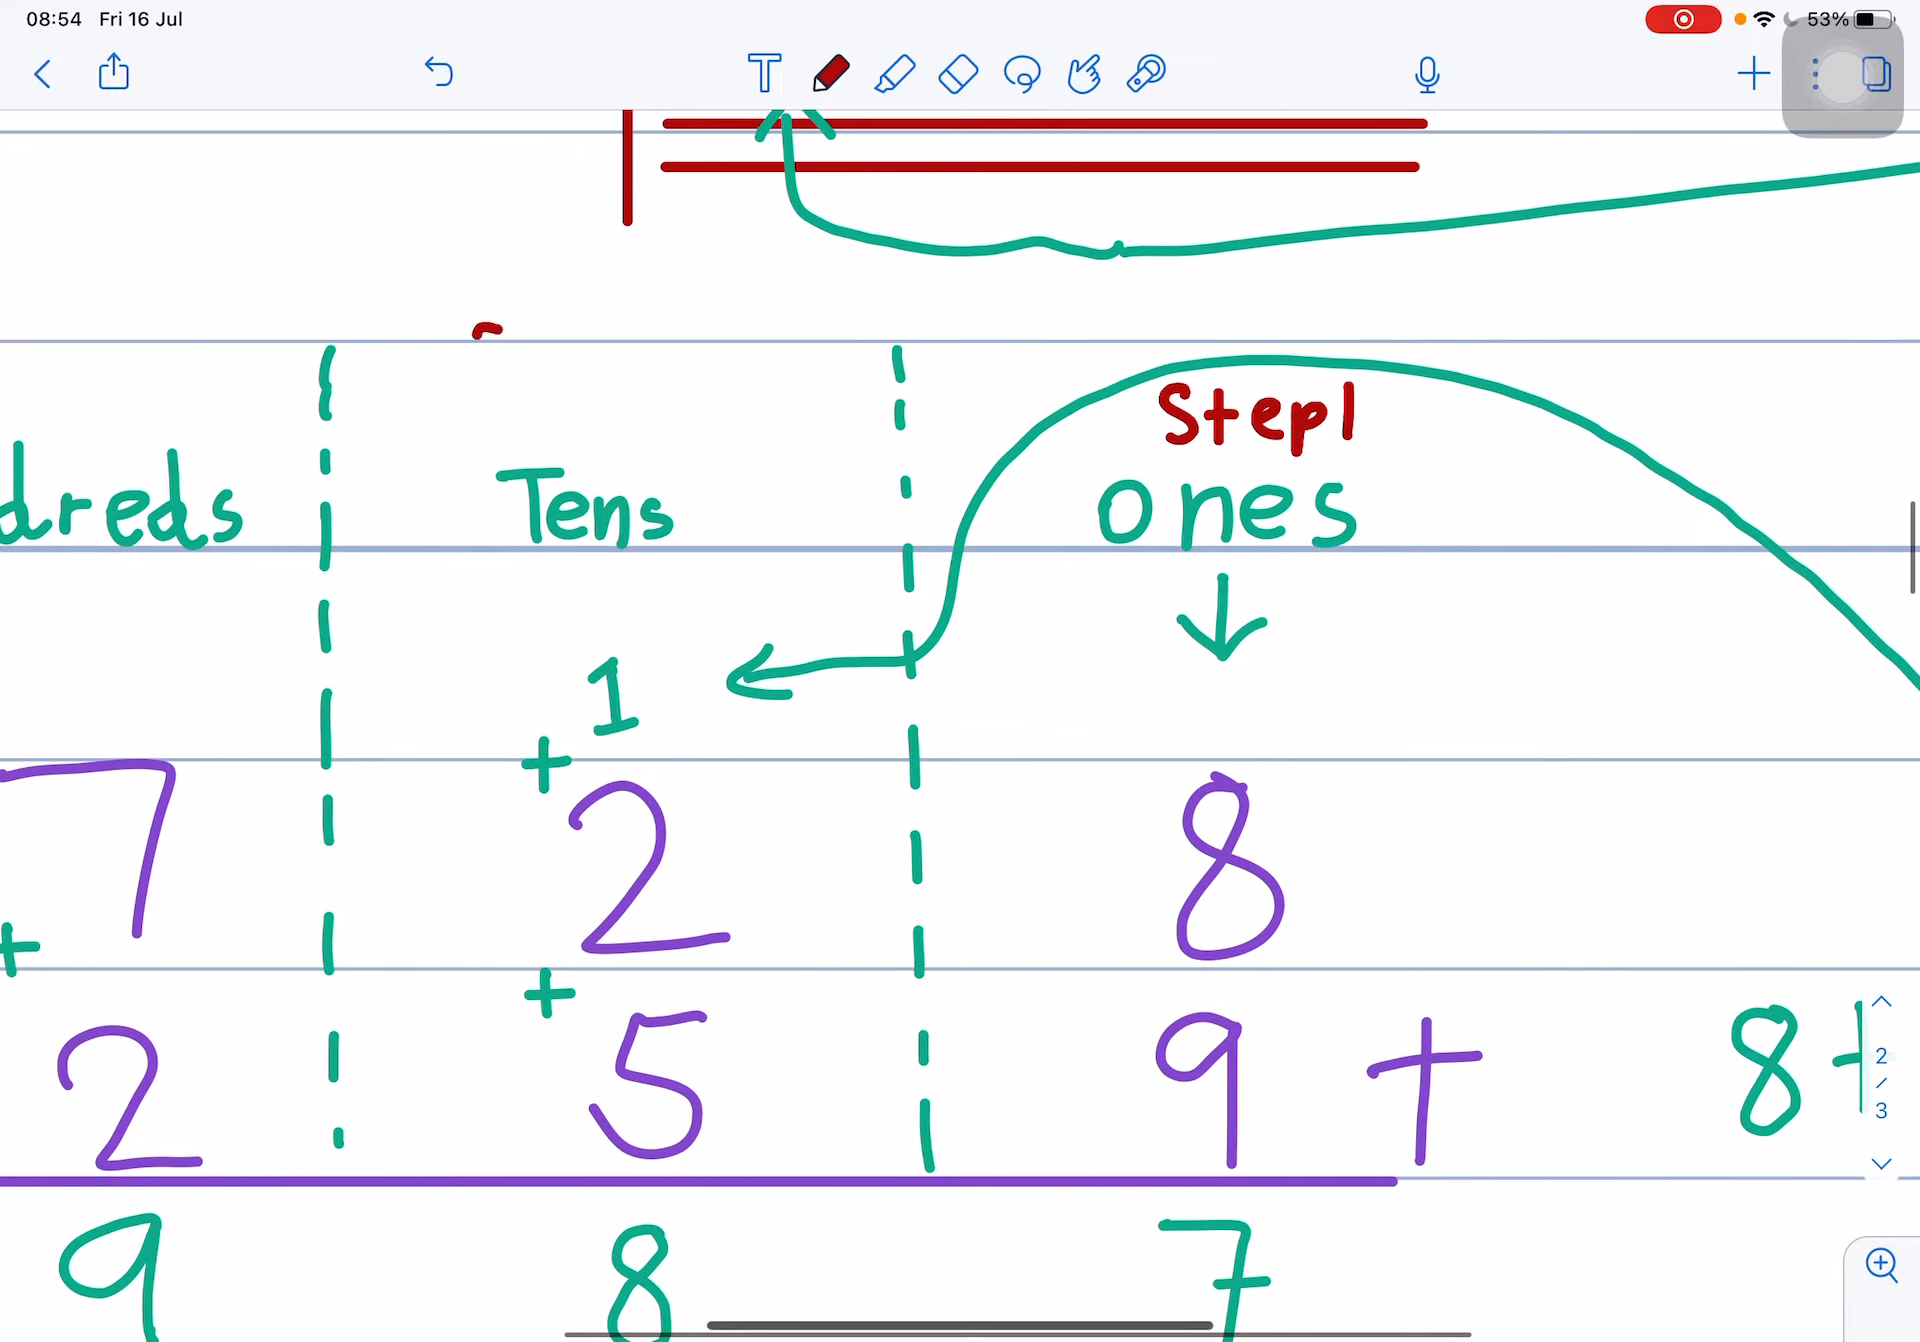 08:54 Fri 16 Jul 53%
Step1
dreds Tens ones
1
+
7 2 8
+ +
2 5 9 + 8+
2
/
3
9 8 7